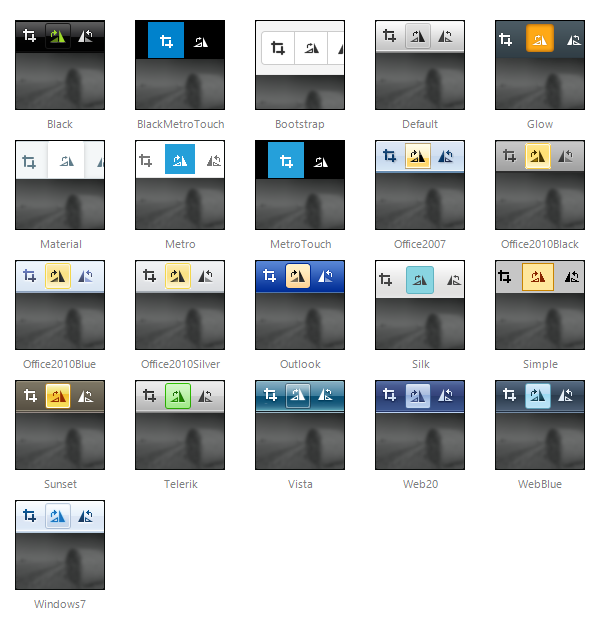 Black
BlackMetroTouch
Bootstrap
Default
Glow
Material
Metro
MetroTouch
Office2007
Office2010Black
Office2010Blue
Office2010Silver
Outlook
Silk
Simple
Sunset
Telerik
Vista
Web20
WebBlue
Windows7